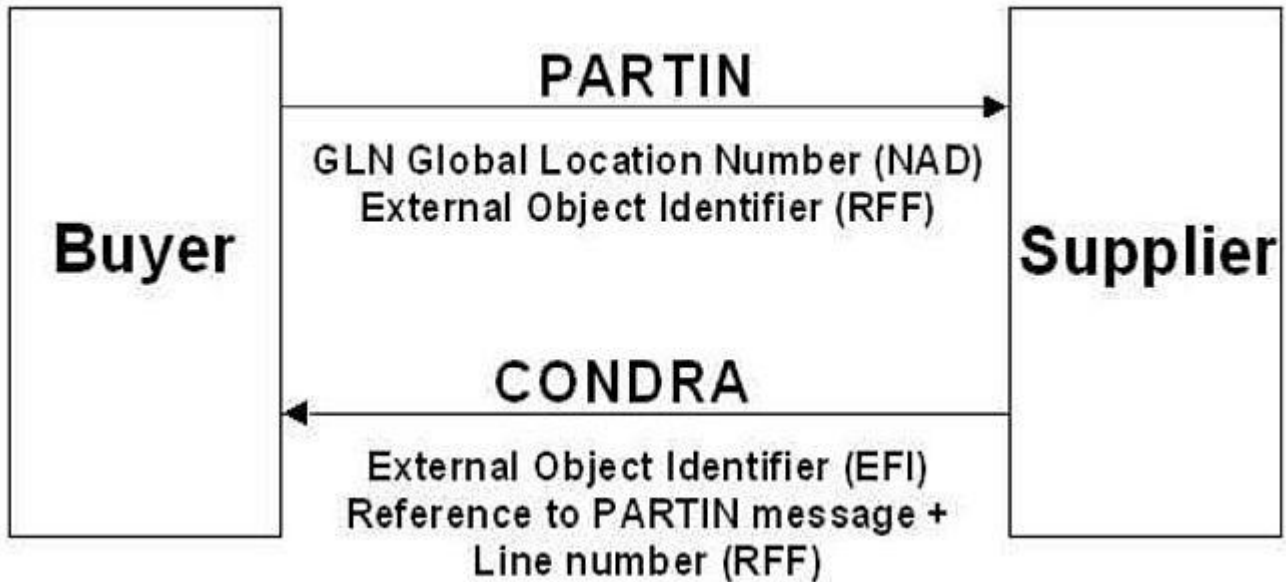 PARTIN
GLN Global Location Number (NAD)
External Object Identifier (RFF)
Buyer
Supplier
CONDRA
External Object Identifier (EFI)
Reference to PARTIN message +
Line number (RFF)